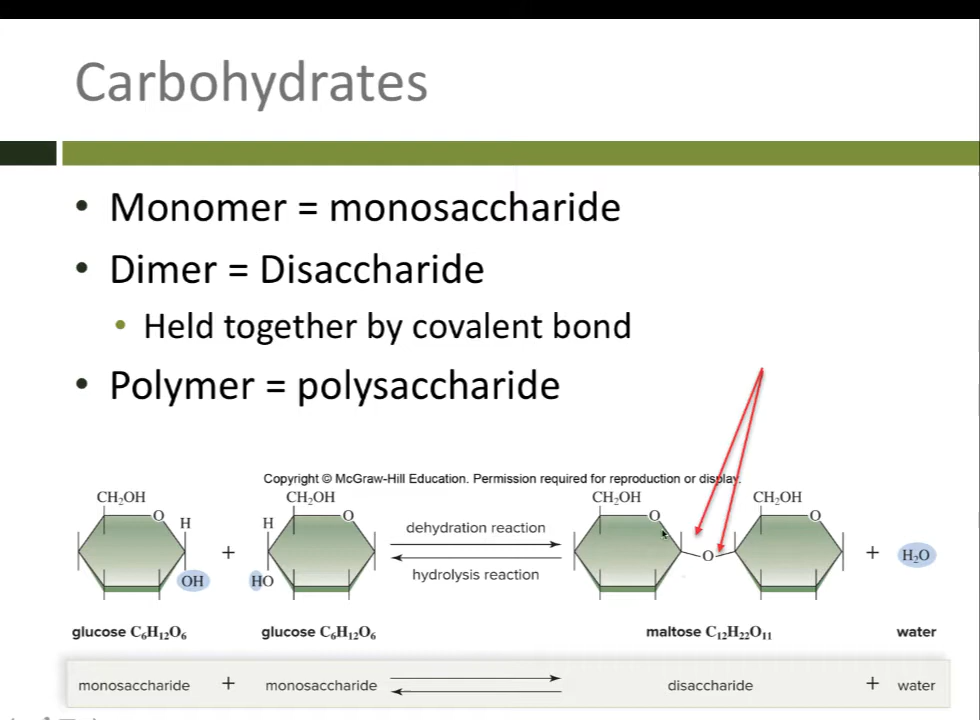 Carbohydrates
• Monomer = monosaccharide
• Dimer = Disaccharide
• Held together by covalent bond
• Polymer = polysaccharide
Copyright © McGraw-Hill Education. Permission required for reproduction or display.
CH₂OH CH₂OH CH₂OH CH₂OH
O H H O dehydration reaction O O
+ O + H₂O
OH HO hydrolysis reaction
glucose C₆H₁₂O₆ glucose C₆H₁₂O₆ maltose C₁₂H₂₂O₁₁ water
monosaccharide + monosaccharide disaccharide + water